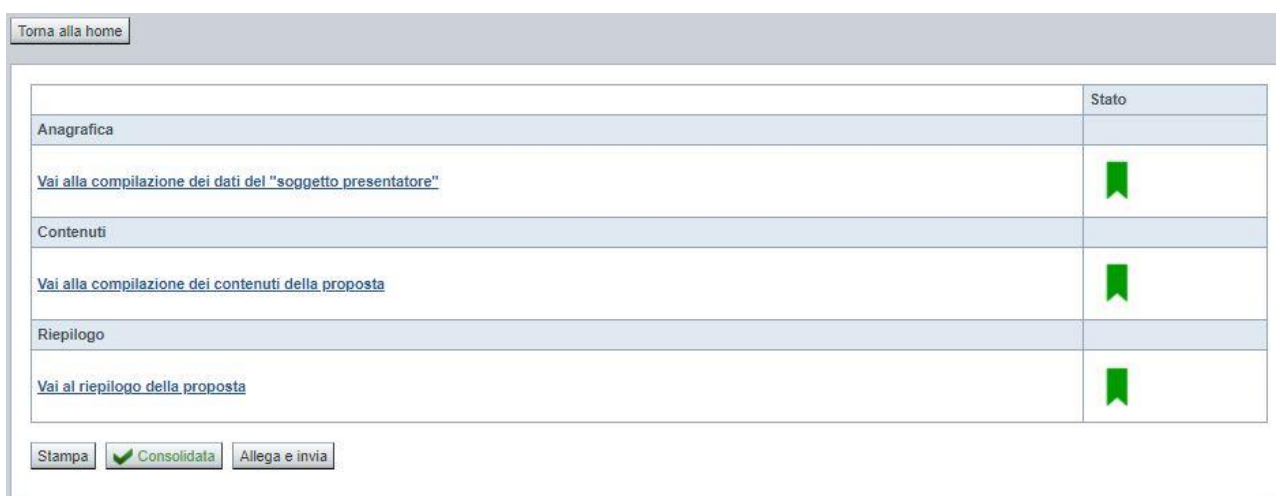 Torna alla home
Stato
Anagrafica
Vai alla compilazione dei dati del "soggetto presentatore"
Contenuti
Vai alla compilazione dei contenuti della proposta
Riepilogo
Vai al riepilogo della proposta
Stampa Consolidata Allega e invia